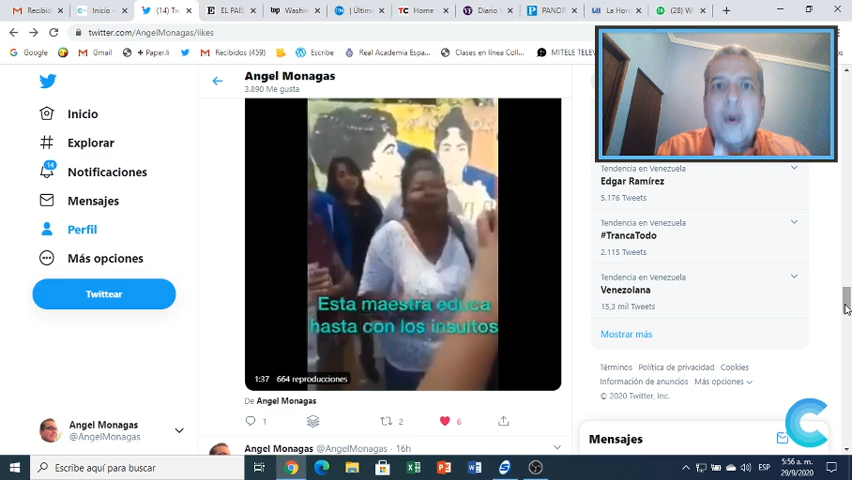 Recibid
Inicio -
(14) Tw
EL PAÍS
Washin
| Últim
Home
Diario
PANOR
La Hora
(28) W
twitter.com/AngelMonagas/likes
Google
Gmail
+ Paper.li
Recibidos (459)
Escribe
Real Academia Espa...
Clases en línea Coll...
MITELE TELEVI
Angel Monagas
3.890 Me gusta
Inicio
Explorar
14
Notificaciones
Mensajes
Perfil
Más opciones
Twittear
Angel Monagas
@AngelMonagas
Esta maestra educa
hasta con los insultos
1:37 664 reproducciones
De Angel Monagas
1
2
6
Angel Monagas @AngelMonagas · 16h
Tendencia en Venezuela
Edgar Ramírez
5.176 Tweets
Tendencia en Venezuela
#TrancaTodo
2.115 Tweets
Tendencia en Venezuela
Venezolana
15,3 mil Tweets
Mostrar más
Términos Política de privacidad Cookies
Información de anuncios Más opciones
© 2020 Twitter, Inc.
Mensajes
Escribe aquí para buscar
ESP
5:56 a. m.
29/9/2020